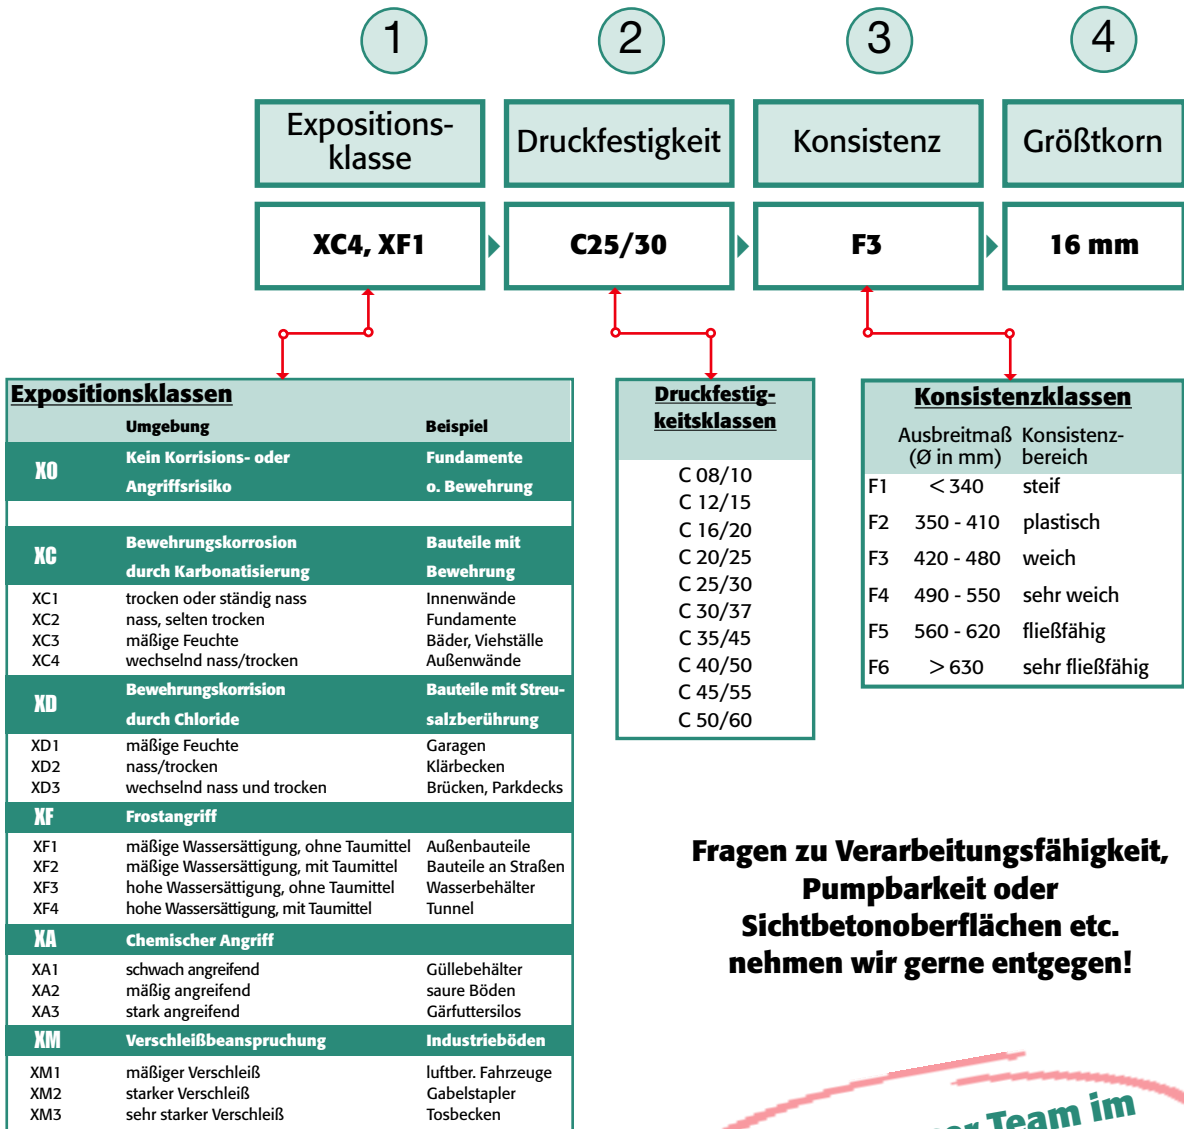 1 2 3 4
Expositions-
klasse
Druckfestigkeit
Konsistenz
Größtkorn
XC4, XF1
C25/30
F3
16 mm
Expositionsklassen
Umgebung Beispiel
XO Kein Korrisions- oder Fundamente
Angriffsrisiko o. Bewehrung
XC Bewehrungskorrosion Bauteile mit
durch Karbonatisierung Bewehrung
XC1 trocken oder ständig nass Innenwände
XC2 nass, selten trocken Fundamente
XC3 mäßige Feuchte Bäder, Viehställe
XC4 wechselnd nass/trocken Außenwände
XD Bewehrungskorrision Bauteile mit Streu-
durch Chloride salzberührung
XD1 mäßige Feuchte Garagen
XD2 nass/trocken Klärbecken
XD3 wechselnd nass und trocken Brücken, Parkdecks
XF Frostangriff
XF1 mäßige Wassersättigung, ohne Taumittel Außenbauteile
XF2 mäßige Wassersättigung, mit Taumittel Bauteile an Straßen
XF3 hohe Wassersättigung, ohne Taumittel Wasserbehälter
XF4 hohe Wassersättigung, mit Taumittel Tunnel
XA Chemischer Angriff
XA1 schwach angreifend Güllebehälter
XA2 mäßig angreifend saure Böden
XA3 stark angreifend Gärfuttersilos
XM Verschleißbeanspruchung Industrieböden
XM1 mäßiger Verschleiß luftber. Fahrzeuge
XM2 starker Verschleiß Gabelstapler
XM3 sehr starker Verschleiß Tosbecken
Druckfestig-
keitsklassen
C 08/10
C 12/15
C 16/20
C 20/25
C 25/30
C 30/37
C 35/45
C 40/50
C 45/55
C 50/60
Konsistenzklassen
Ausbreitmaß Konsistenz-
(Ø in mm) bereich
F1 < 340 steif
F2 350 - 410 plastisch
F3 420 - 480 weich
F4 490 - 550 sehr weich
F5 560 - 620 fließfähig
F6 > 630 sehr fließfähig
Fragen zu Verarbeitungsfähigkeit,
Pumpbarkeit oder
Sichtbetonoberflächen etc.
nehmen wir gerne entgegen!
Team im